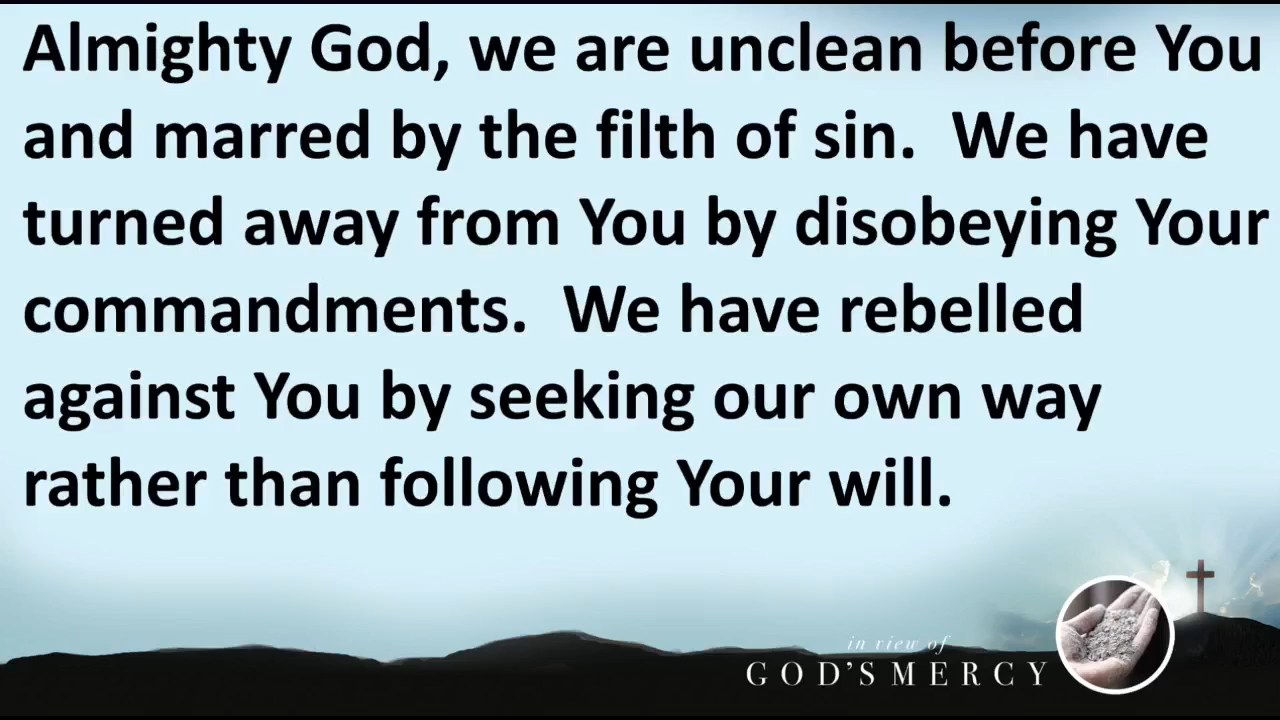 Almighty God, we are unclean before You
and marred by the filth of sin.  We have
turned away from You by disobeying Your
commandments.  We have rebelled
against You by seeking our own way
rather than following Your will.
in view of
GOD'S MERCY